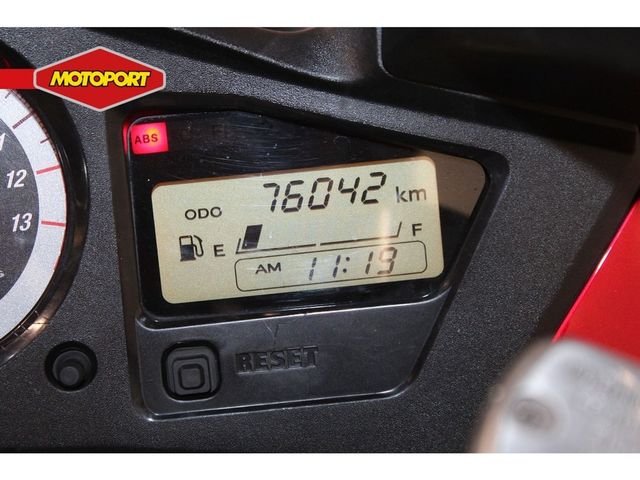 MOTOPORT
ABS
12
13
ODO 76042 km
E F
AM 11:19
RESET